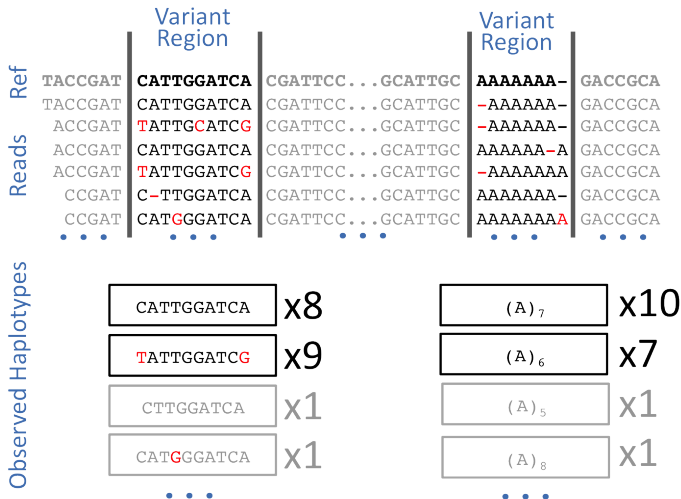 Variant Region
Variant Region
Ref
TACCGAT CATTGGATCA CGATTCC...GCATTGC AAAAAAA- GACCGCA
Reads
TACCGAT CATTGGATCA CGATTCC...GCATTGC -AAAAAA- GACCGCA
ACCGAT TATTGCATCG CGATTCC...GCATTGC -AAAAAA- GACCGCA
ACCGAT CATTGGATCA CGATTCC...GCATTGC AAAAAA-A GACCGCA
ACCGAT TATTGGATCG CGATTCC...GCATTGC -AAAAAA- GACCGCA
CCGAT C-TTGGATCA CGATTCC...GCATTGC AAAAAAA- GACCGCA
CCGAT CATGGGATCA CGATTCC...GCATTGC AAAAAAAA GACCGCA
... ... ... ... ...
Observed Haplotypes
CATTGGATCA x8 (A)7 x10
TATTGGATCG x9 (A)6 x7
CTTGGATCA x1 (A)5 x1
CATGGGATCA x1 (A)8 x1
... ...